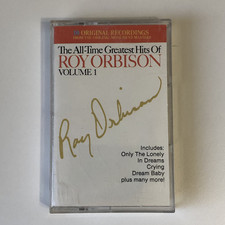 ORIGINAL RECORDINGS
The All-Time Greatest Hits Of
ROY ORBISON
VOLUME 1
Roy Orbison
Includes:
Only The Lonely
In Dreams
Crying
Dream Baby
plus many more!